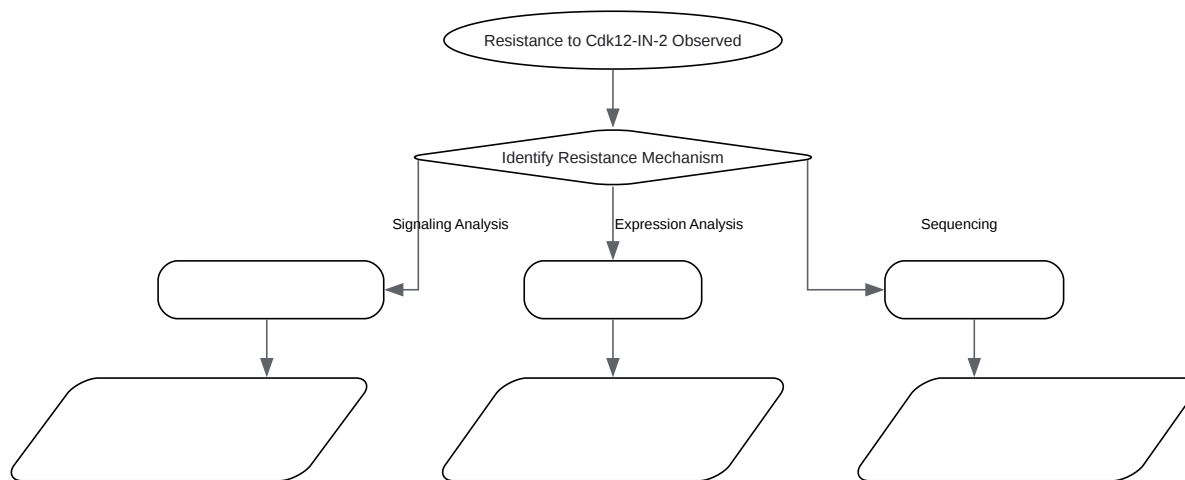 Resistance to Cdk12-IN-2 Observed
Identify Resistance Mechanism
Signaling Analysis
Expression Analysis
Sequencing